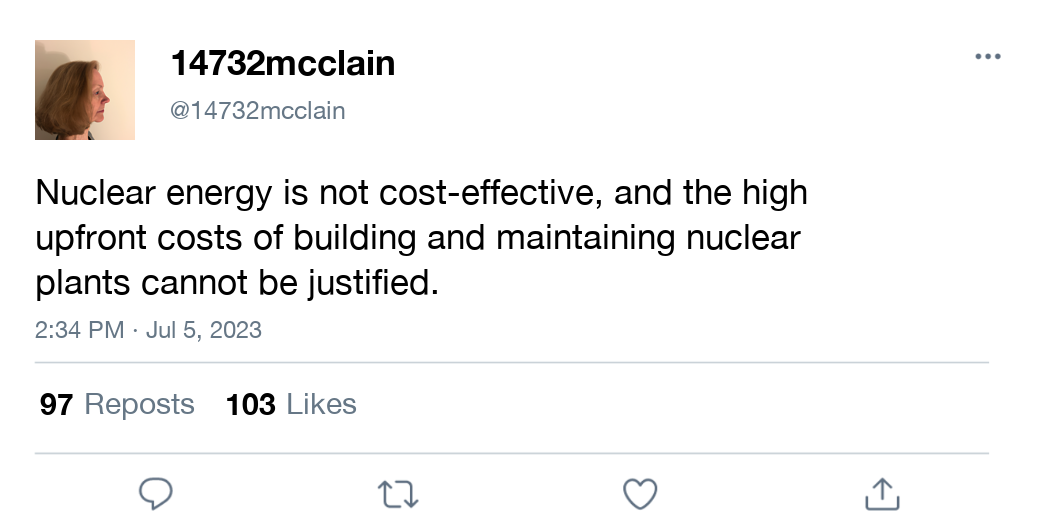 14732mcclain
@14732mcclain
Nuclear energy is not cost-effective, and the high
upfront costs of building and maintaining nuclear
plants cannot be justified.
2:34 PM · Jul 5, 2023
97 Reposts 103 Likes